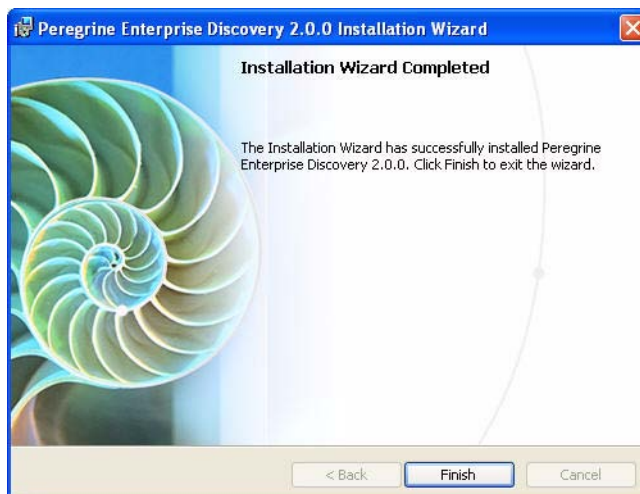 Peregrine Enterprise Discovery 2.0.0 Installation Wizard
Installation Wizard Completed
The Installation Wizard has successfully installed Peregrine
Enterprise Discovery 2.0.0. Click Finish to exit the wizard.
< Back Finish Cancel